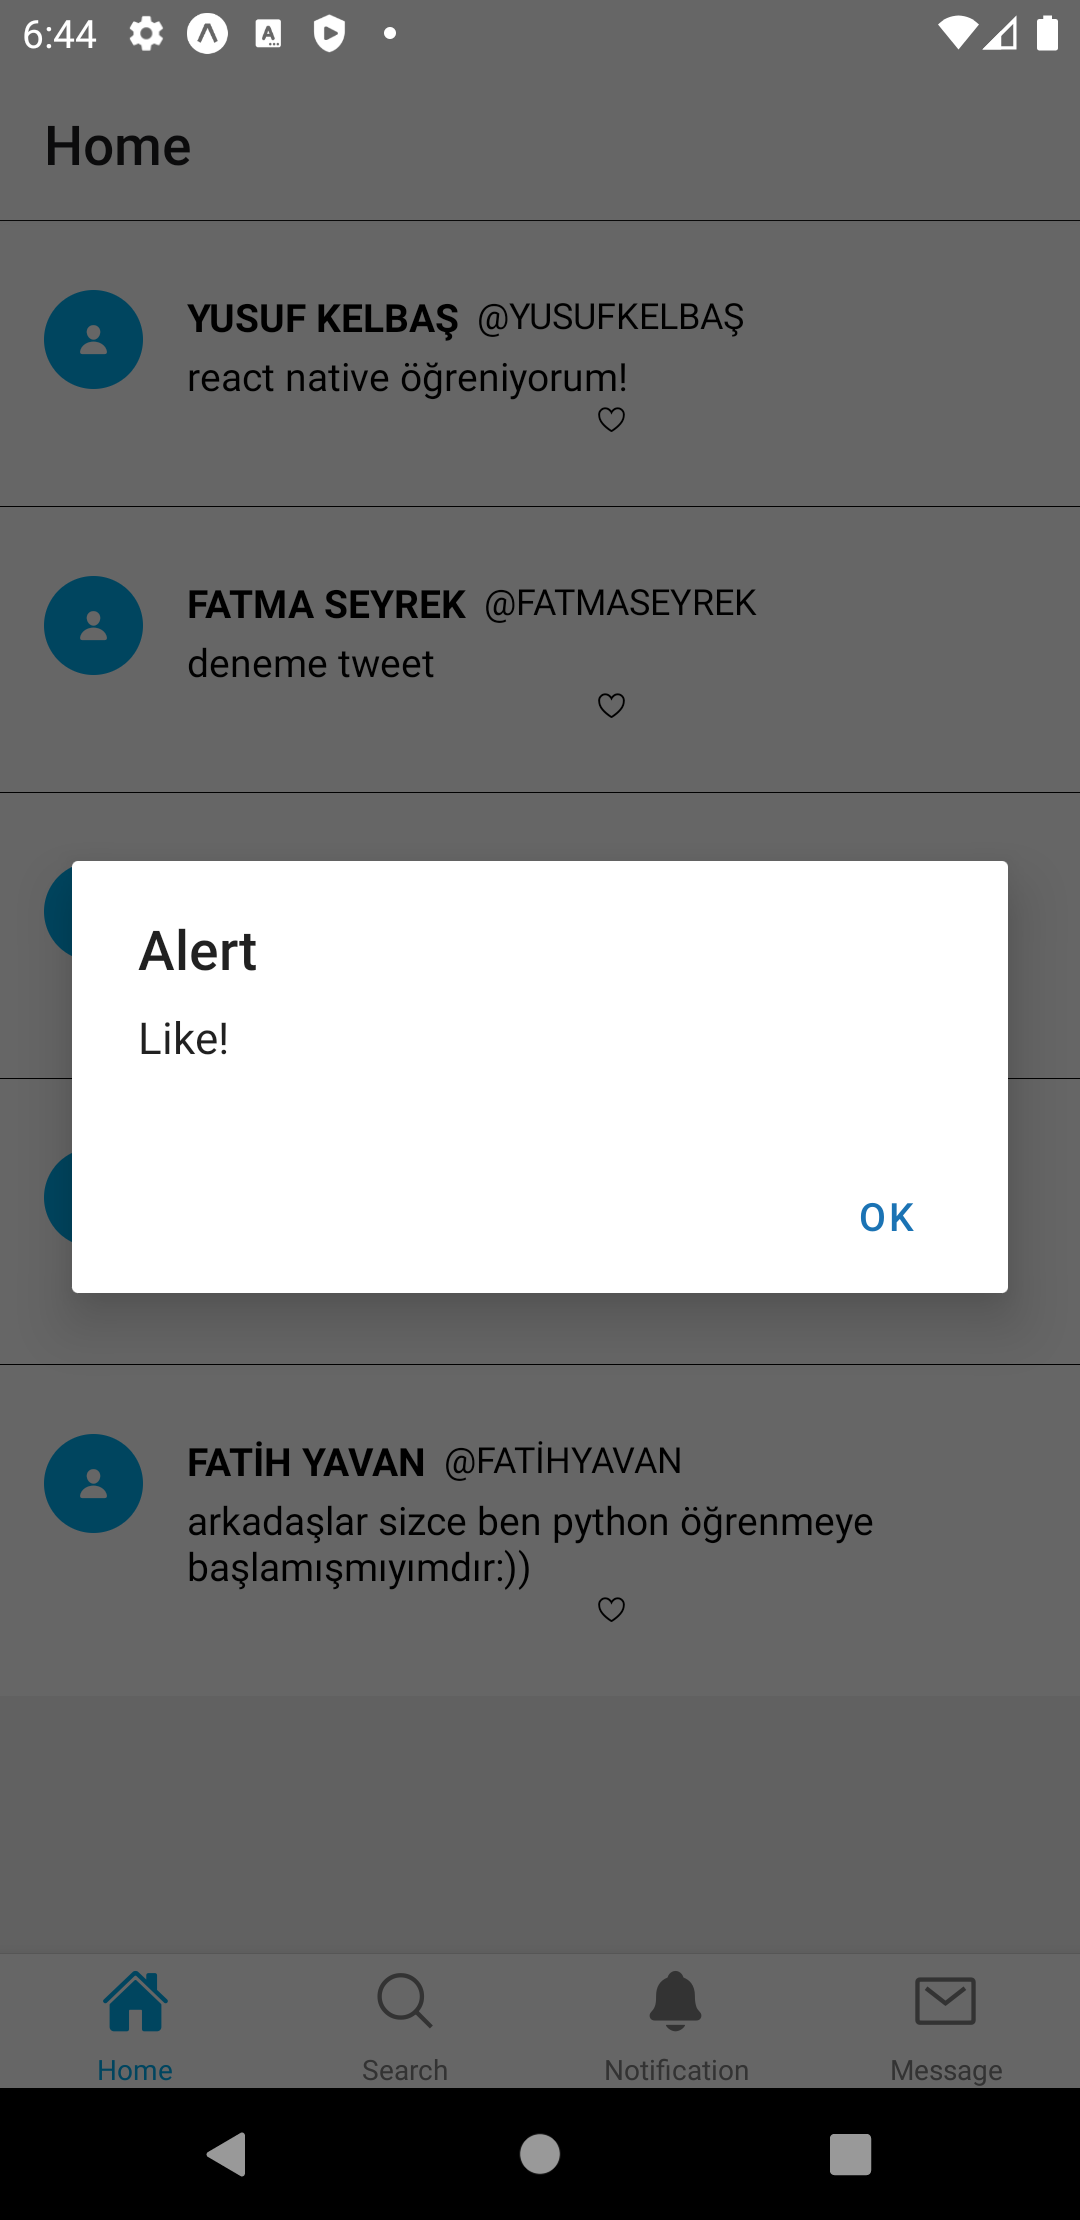 6:44
Home
YUSUF KELBAŞ @YUSUFKELBAŞ
react native öğreniyorum!
FATMA SEYREK @FATMASEYREK
deneme tweet
Alert
Like!
OK
FATİH YAVAN @FATİHYAVAN
arkadaşlar sizce ben python öğrenmeye
başlamışmıyımdır:))
Home Search Notification Message